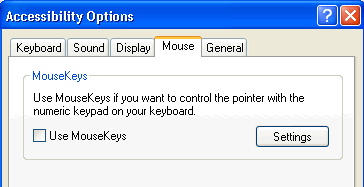 Accessibility Options
Keyboard Sound Display Mouse General
MouseKeys
Use MouseKeys if you want to control the pointer with the
numeric keypad on your keyboard.
Use MouseKeys Settings